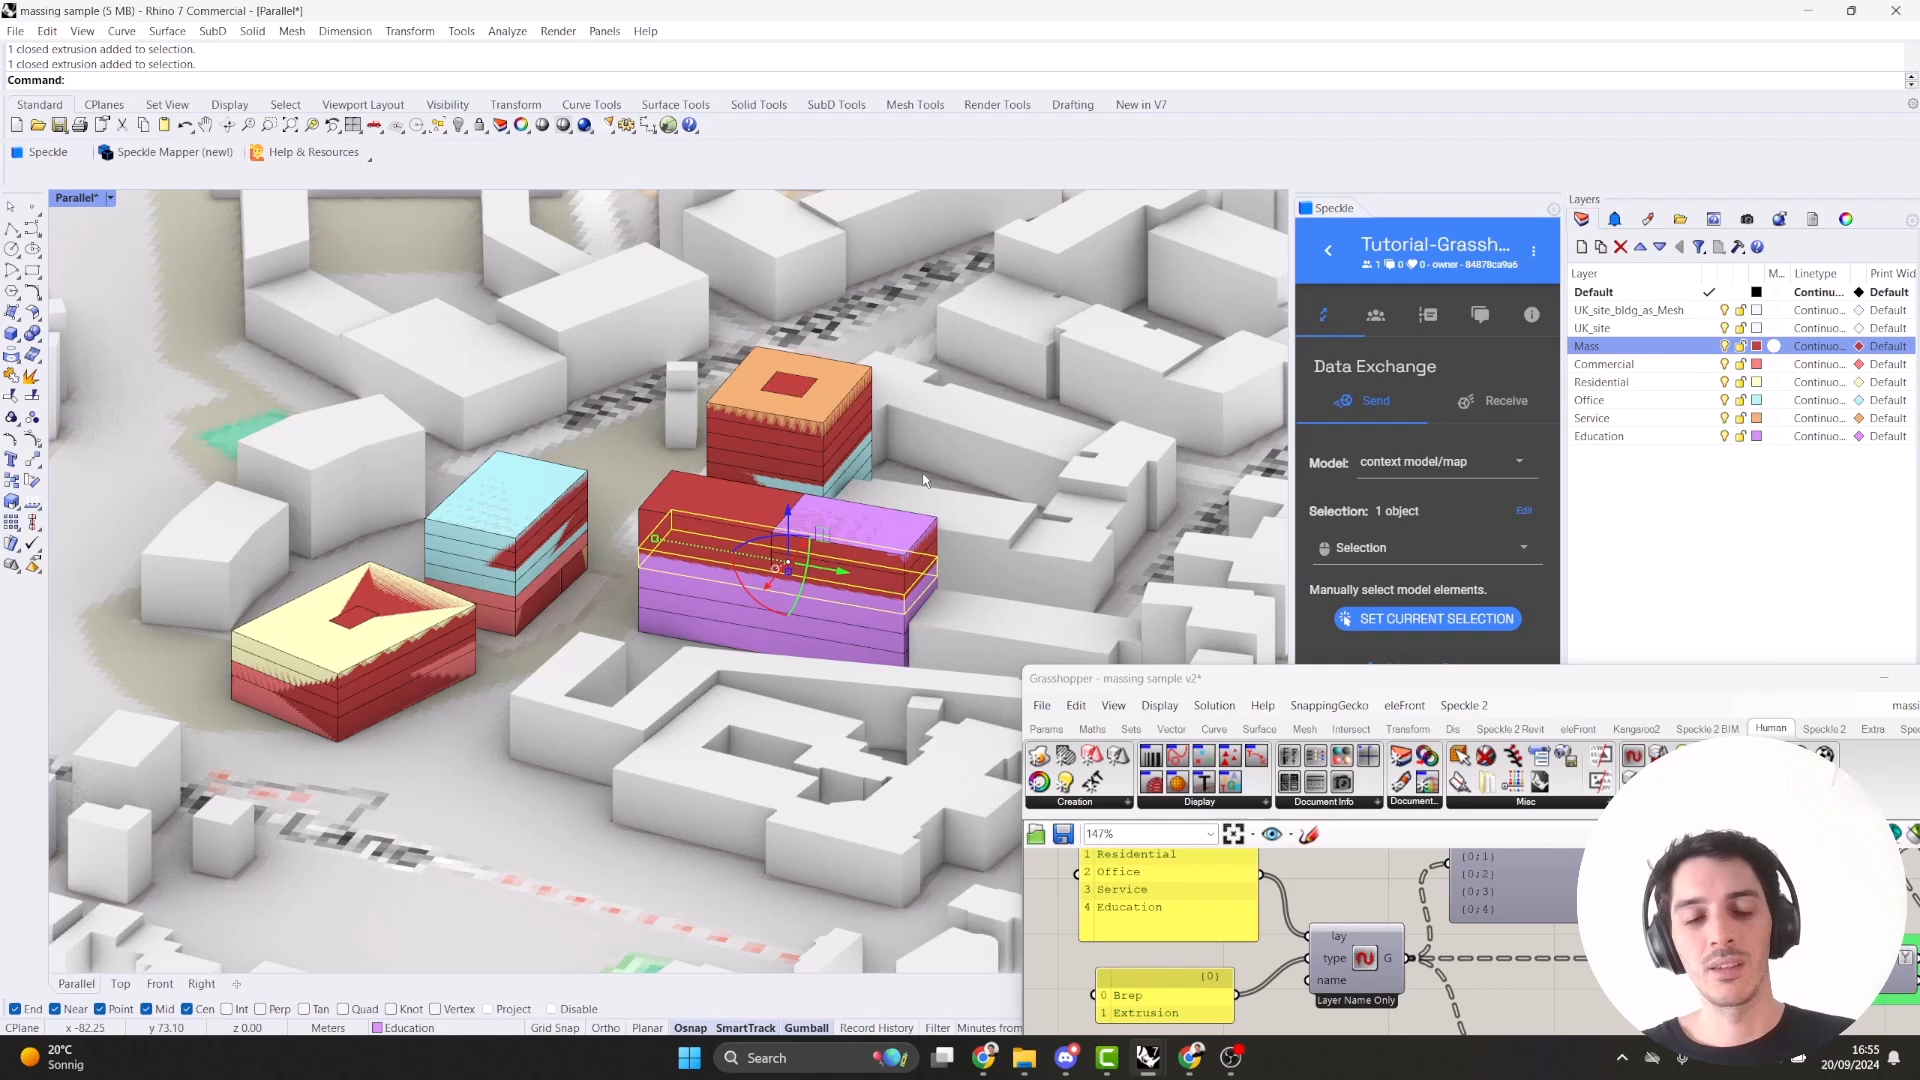 massing sample (5 MB) - Rhino 7 Commercial - [Parallel*]
File Edit View Curve Surface SubD Solid Mesh Dimension Transform Tools Analyze Render Panels Help
1 closed extrusion added to selection.
1 closed extrusion added to selection.
Command:
Standard CPlanes Set View Display Select Viewport Layout Visibility Transform Curve Tools Surface Tools Solid Tools SubD Tools Mesh Tools Render Tools Drafting New in V7
Speckle Speckle Mapper (new!) Help & Resources
Parallel*
Speckle
Tutorial-Grassh...
1 0 0 - owner - 84878ca9a6
Data Exchange
Send Receive
Model: context model/map
Selection: 1 object Edit
Selection
Manually select model elements.
SET CURRENT SELECTION
Layers
Layer M... Linetype Print Wid
Default Continu... Default
UK_site_bldg_as_Mesh Continuo... Default
UK_site Continuo... Default
Mass Continuo... Default
Commercial Continuo... Default
Residential Continuo... Default
Office Continuo... Default
Service Continuo... Default
Education Continuo... Default
Lanc
Grasshopper - massing sample v2*
File Edit View Display Solution Help SnappingGecko eleFront Speckle 2 massi
Params Maths Sets Vector Curve Surface Mesh Intersect Transform Dis Speckle 2 Revit eleFront Kangaroo2 Speckle 2 BIM Human Speckle 2 Extra Spec
Creation Display Document Info Document... Misc
147%
1 Residential
2 Office
3 Service
4 Education
{0}
0 Brep
1 Extrusion
lay
type G
name
Layer Name Only
{0;1}
{0;2}
{0;3}
{0;4}
Parallel Top Front Right
End Near Point Mid Cen Int Perp Tan Quad Knot Vertex Project Disable
CPlane x -82.25 y 73.10 z 0.00 Meters Education Grid Snap Ortho Planar Osnap SmartTrack Gumball Record History Filter Minutes from
20°C
Sonnig
Search
16:55
20/09/2024